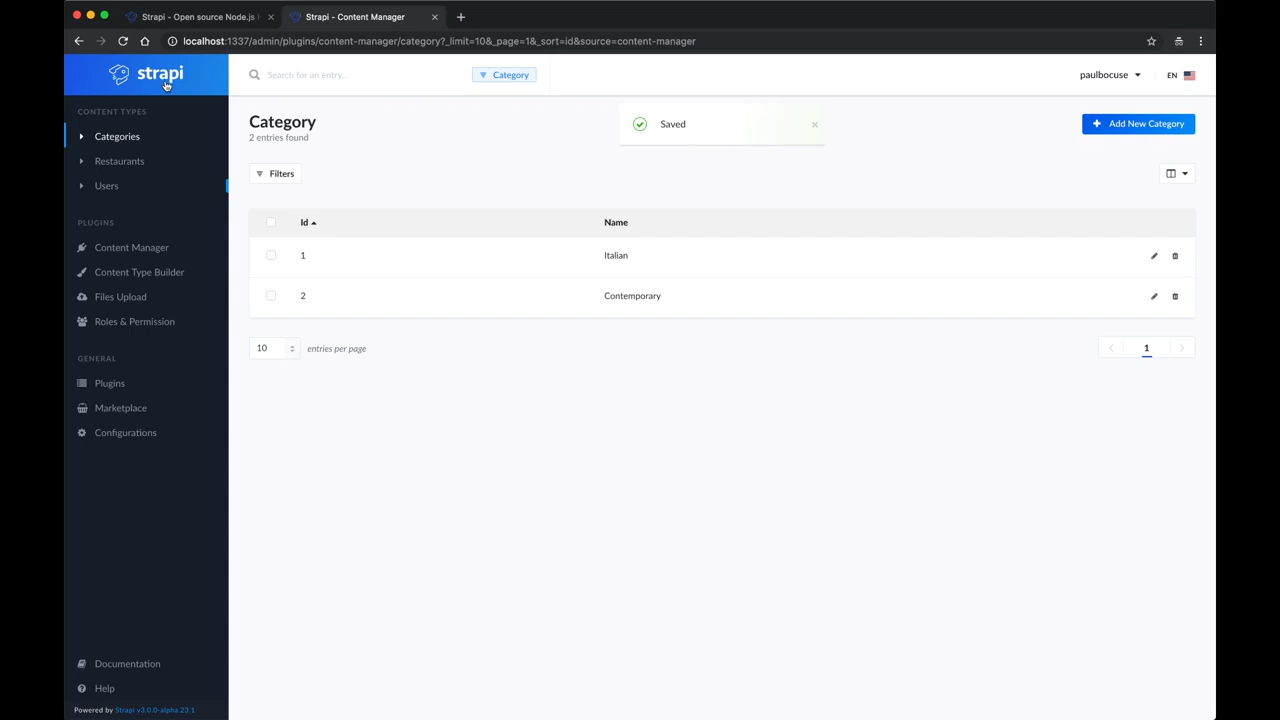 Strapi - Open source Node.js
Strapi - Content Manager
localhost:1337/admin/plugins/content-manager/category?_limit=10&_page=1&_sort=id&source=content-manager
strapi
Search for an entry...
Category
paulbocuse
EN
CONTENT TYPES
Categories
Restaurants
Users
PLUGINS
Content Manager
Content Type Builder
Files Upload
Roles & Permission
GENERAL
Plugins
Marketplace
Configurations
Documentation
Help
Powered by Strapi v3.0.0-alpha.23.1
Category
2 entries found
Saved
Add New Category
Filters
Id Name
1 Italian
2 Contemporary
10 entries per page
1